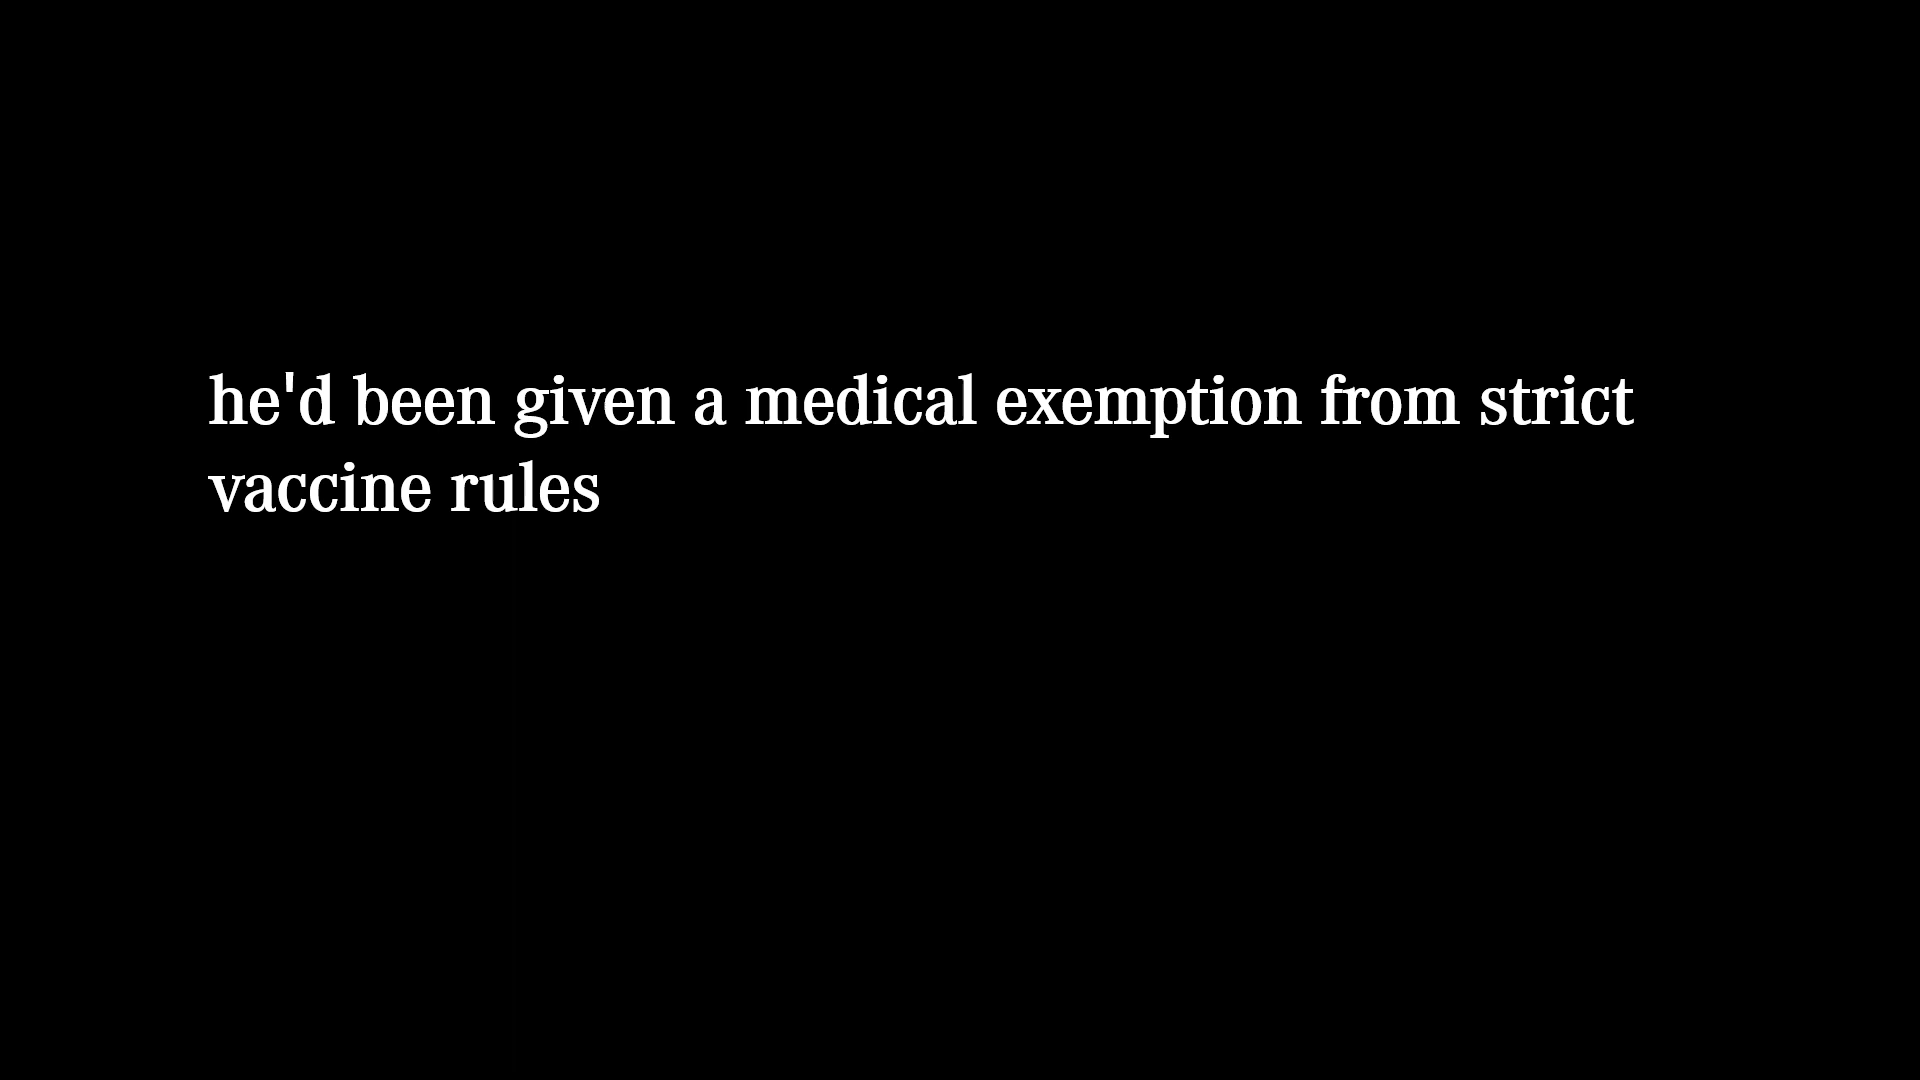 he'd been given a medical exemption from strict
vaccine rules